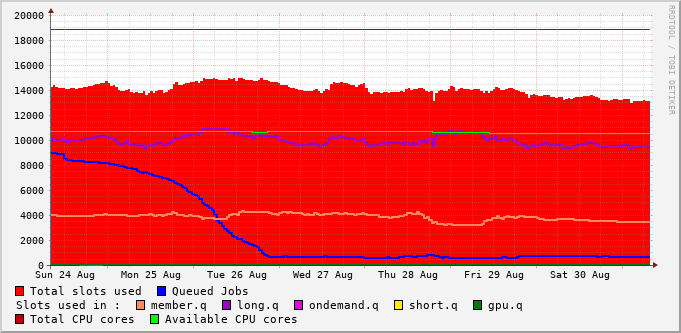 20000
18000
16000
14000
12000
10000
8000
6000
4000
2000
0
Sun 24 Aug Mon 25 Aug Tue 26 Aug Wed 27 Aug Thu 28 Aug Fri 29 Aug Sat 30 Aug
Total slots used Queued Jobs
Slots used in : member.q long.q ondemand.q short.q gpu.q
Total CPU cores Available CPU cores
RRDTOOL / TOBI OETIKER